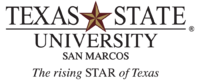 TEXAS STATE
UNIVERSITY®
SAN MARCOS
The rising STAR of Texas